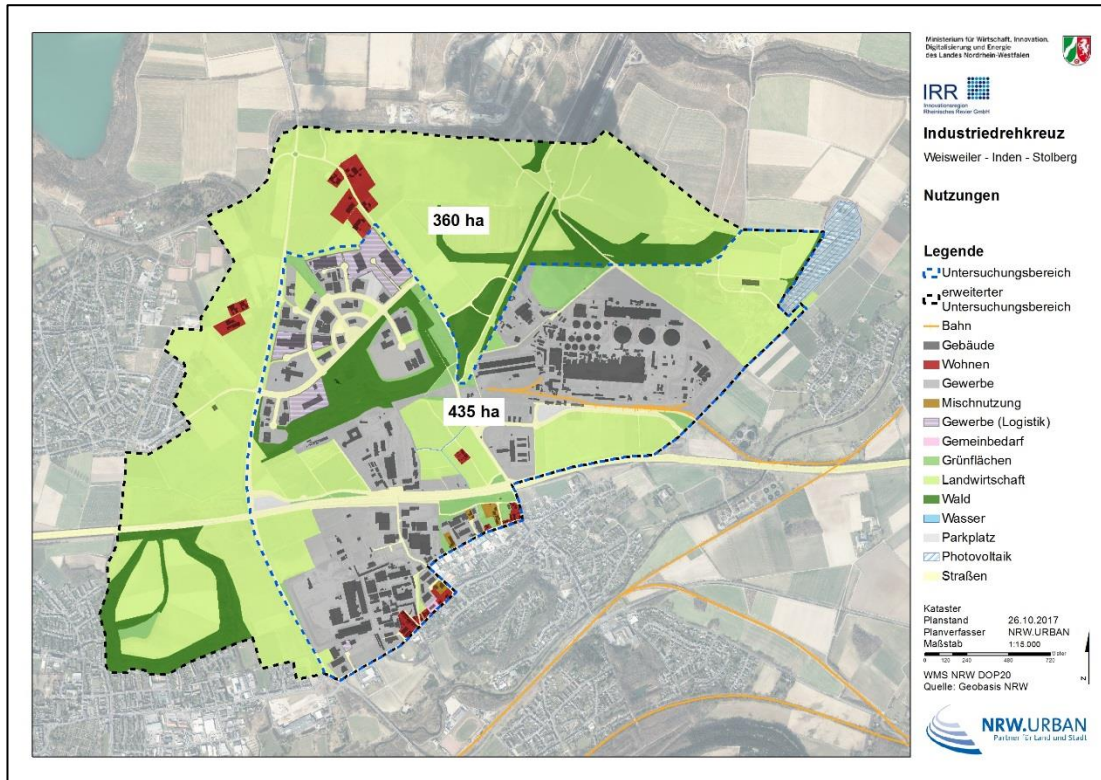 360 ha
435 ha
Ministerium für Wirtschaft, Innovation,
Digitalisierung und Energie
des Landes Nordrhein-Westfalen
IRR
Innovationsregion
Rheinisches Revier GmbH
Industriedrehkreuz
Weisweiler - Inden - Stolberg
Nutzungen
Legende
Untersuchungsbereich
erweiterter
Untersuchungsbereich
Bahn
Gebäude
Wohnen
Gewerbe
Mischnutzung
Gewerbe (Logistik)
Gemeinbedarf
Grünflächen
Landwirtschaft
Wald
Wasser
Parkplatz
Photovoltaik
Straßen
Kataster
Planstand 26.10.2017
Planverfasser NRW.URBAN
Maßstab 1:15.000
0 120 240 480 720
WMS NRW DOP20
Quelle: Geobasis NRW
N
NRW.URBAN
Partner für Land und Stadt